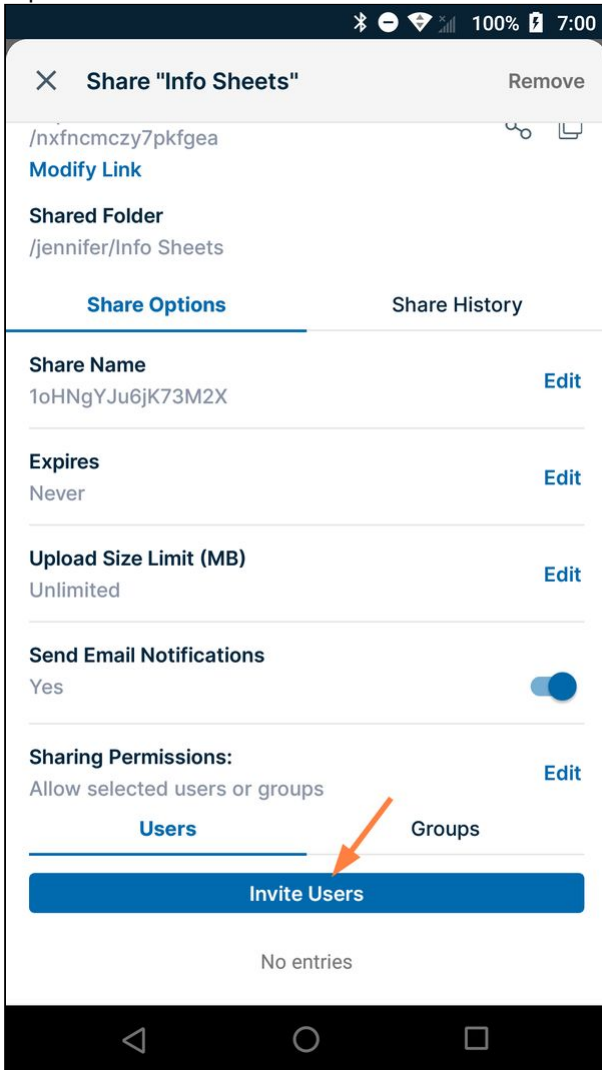 100% 7:00
Share "Info Sheets" Remove
/nxfncmczy7pkfgea
Modify Link
Shared Folder
/jennifer/Info Sheets
Share Options Share History
Share Name
1oHNgYJu6jK73M2X Edit
Expires
Never Edit
Upload Size Limit (MB)
Unlimited Edit
Send Email Notifications
Yes
Sharing Permissions:
Allow selected users or groups Edit
Users Groups
Invite Users
No entries